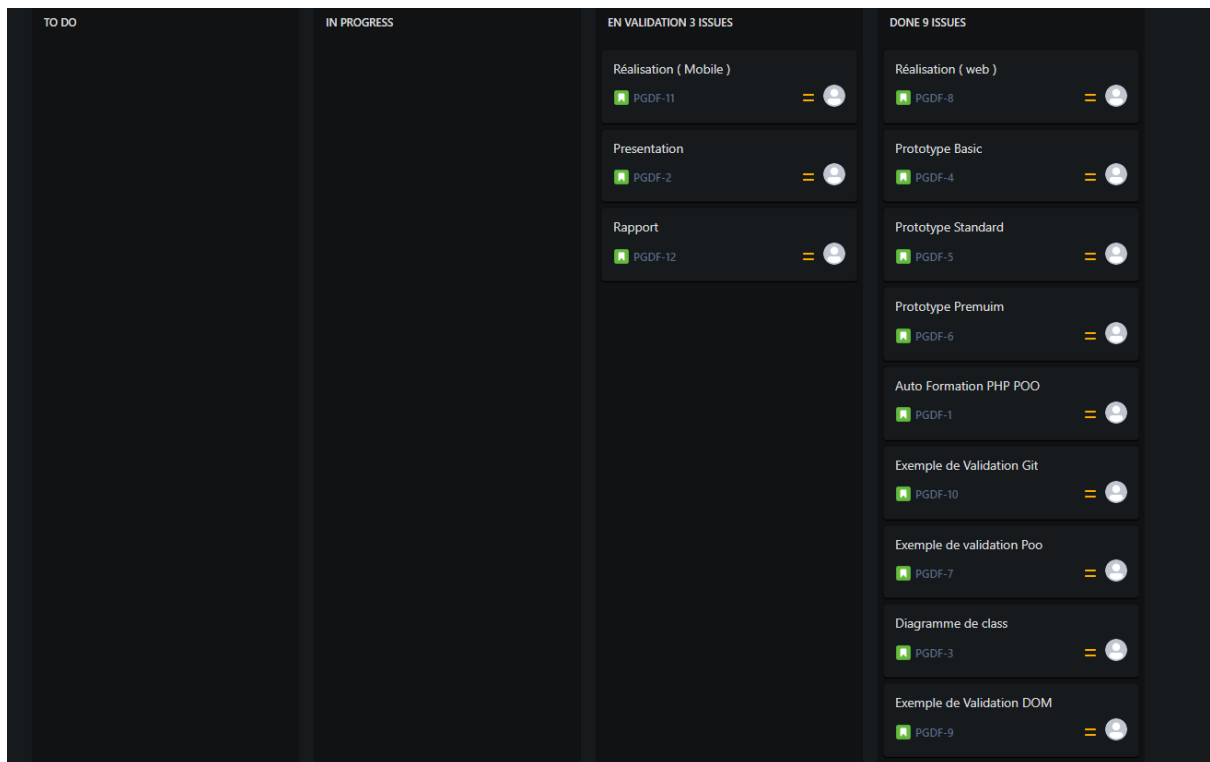 TO DO
IN PROGRESS
EN VALIDATION 3 ISSUES
Réalisation ( Mobile )
PGDF-11
Presentation
PGDF-2
Rapport
PGDF-12
DONE 9 ISSUES
Réalisation ( web )
PGDF-8
Prototype Basic
PGDF-4
Prototype Standard
PGDF-5
Prototype Premuim
PGDF-6
Auto Formation PHP POO
PGDF-1
Exemple de Validation Git
PGDF-10
Exemple de validation Poo
PGDF-7
Diagramme de class
PGDF-3
Exemple de Validation DOM
PGDF-9